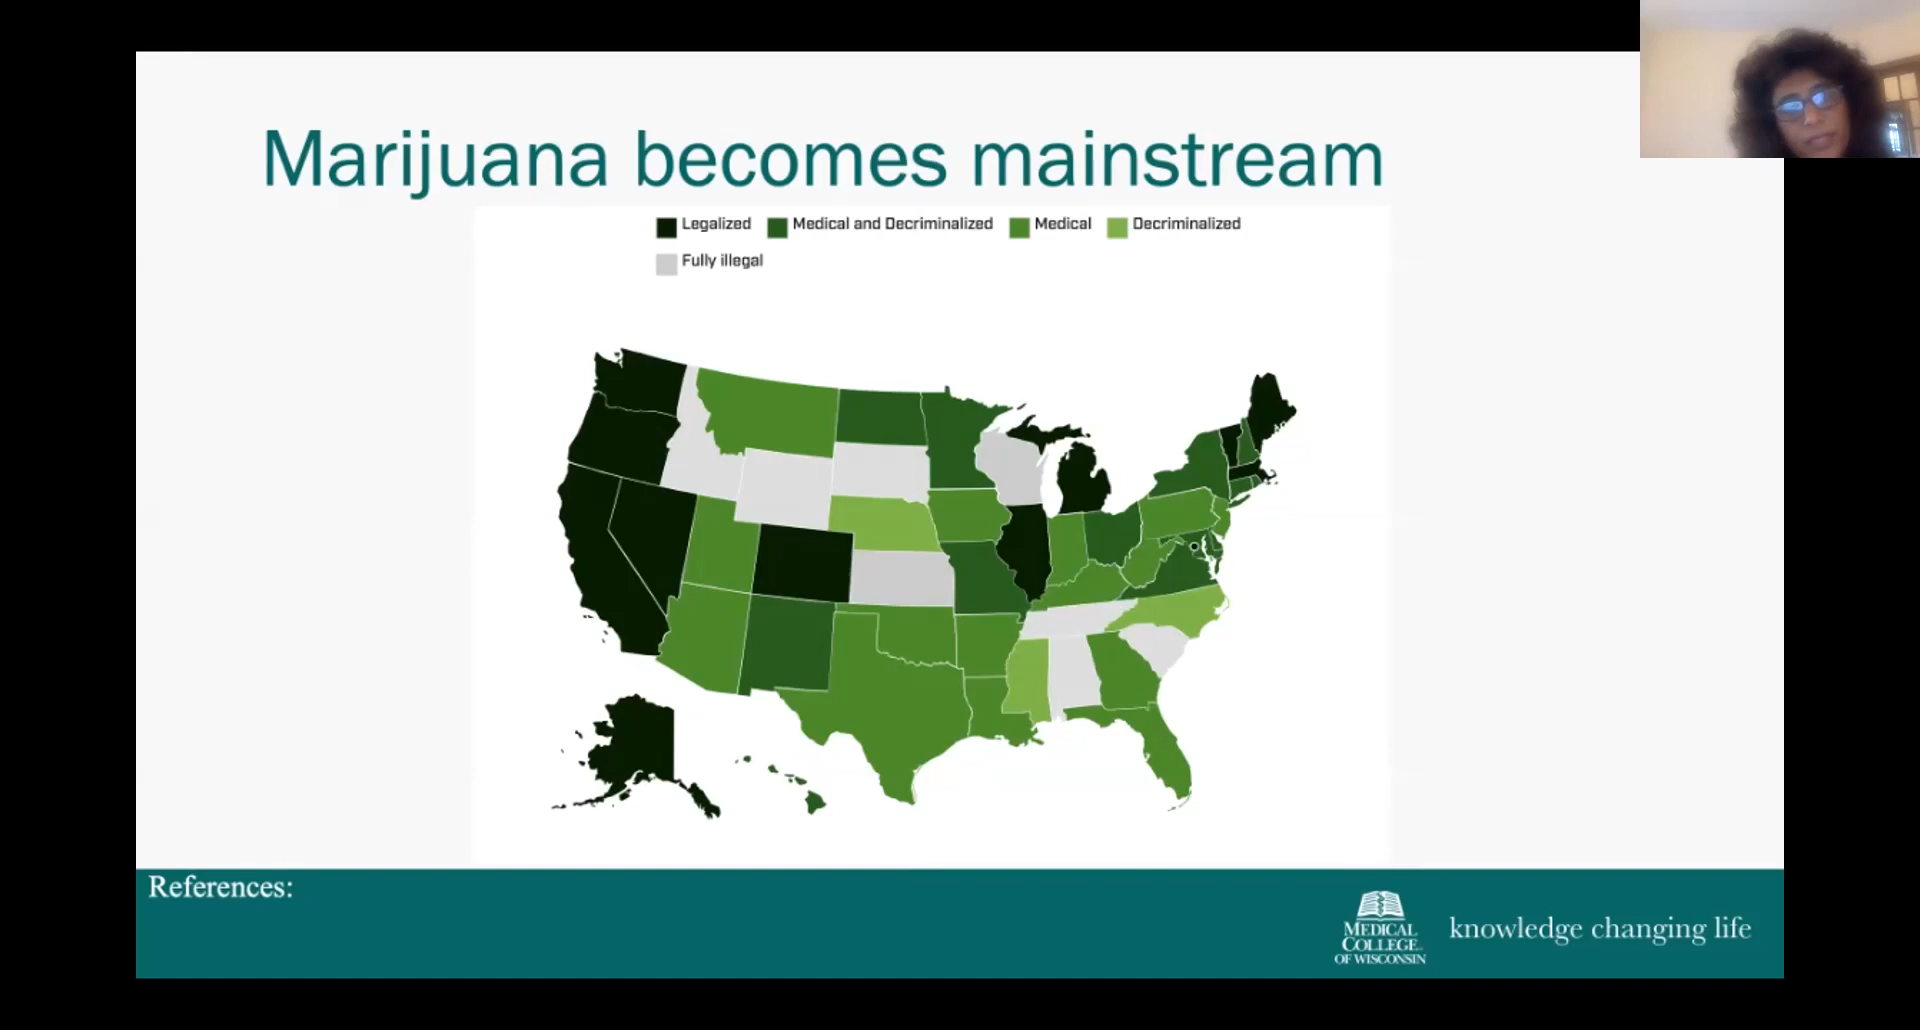 Marijuana becomes mainstream
Legalized Medical and Decriminalized Medical Decriminalized
Fully illegal
References:
MEDICAL
COLLEGE
OF WISCONSIN
knowledge changing life